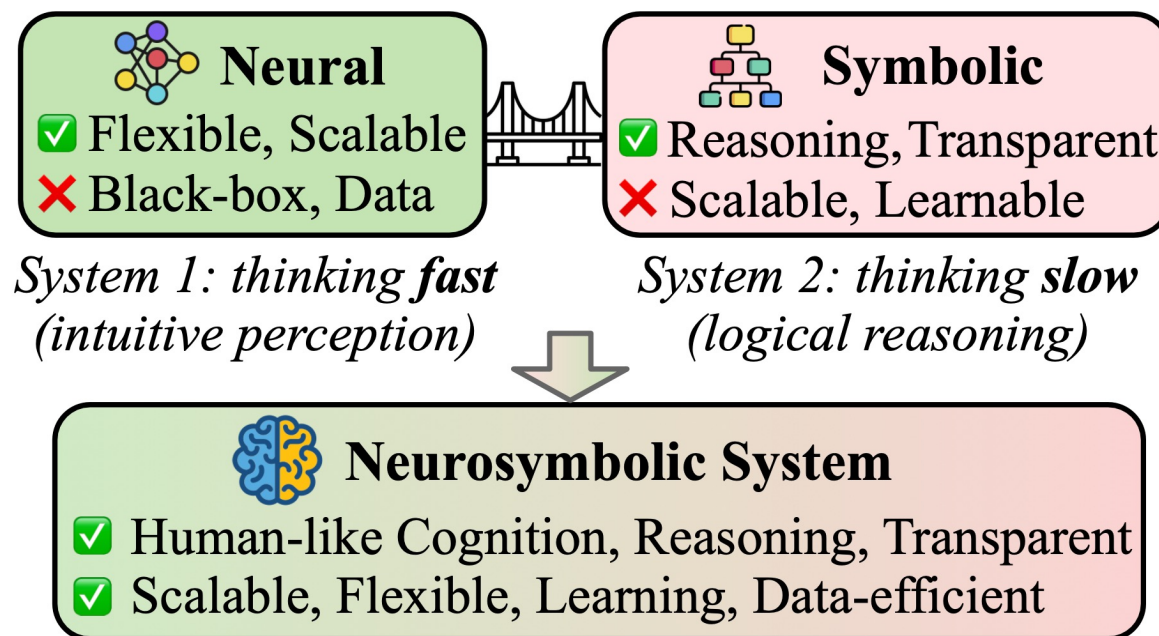 Neural
✅ Flexible, Scalable
❌ Black-box, Data
Symbolic
✅ Reasoning, Transparent
❌ Scalable, Learnable
System 1: thinking fast
(intuitive perception)
System 2: thinking slow
(logical reasoning)
Neurosymbolic System
✅ Human-like Cognition, Reasoning, Transparent
✅ Scalable, Flexible, Learning, Data-efficient